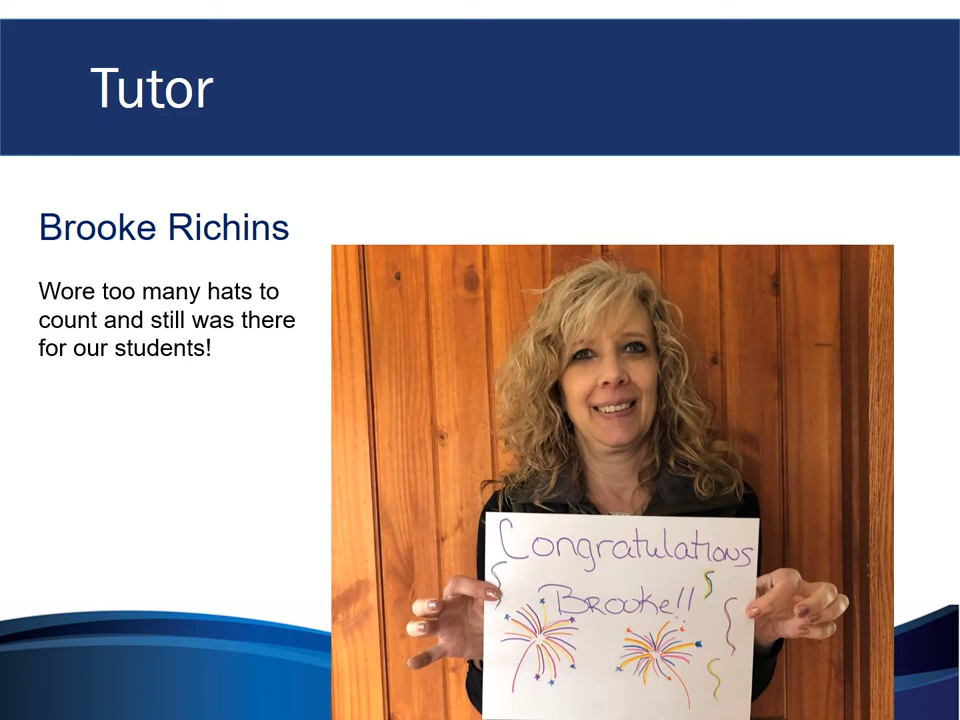 Tutor
Brooke Richins
Wore too many hats to
count and still was there
for our students!
Congratulations
Brooke!!